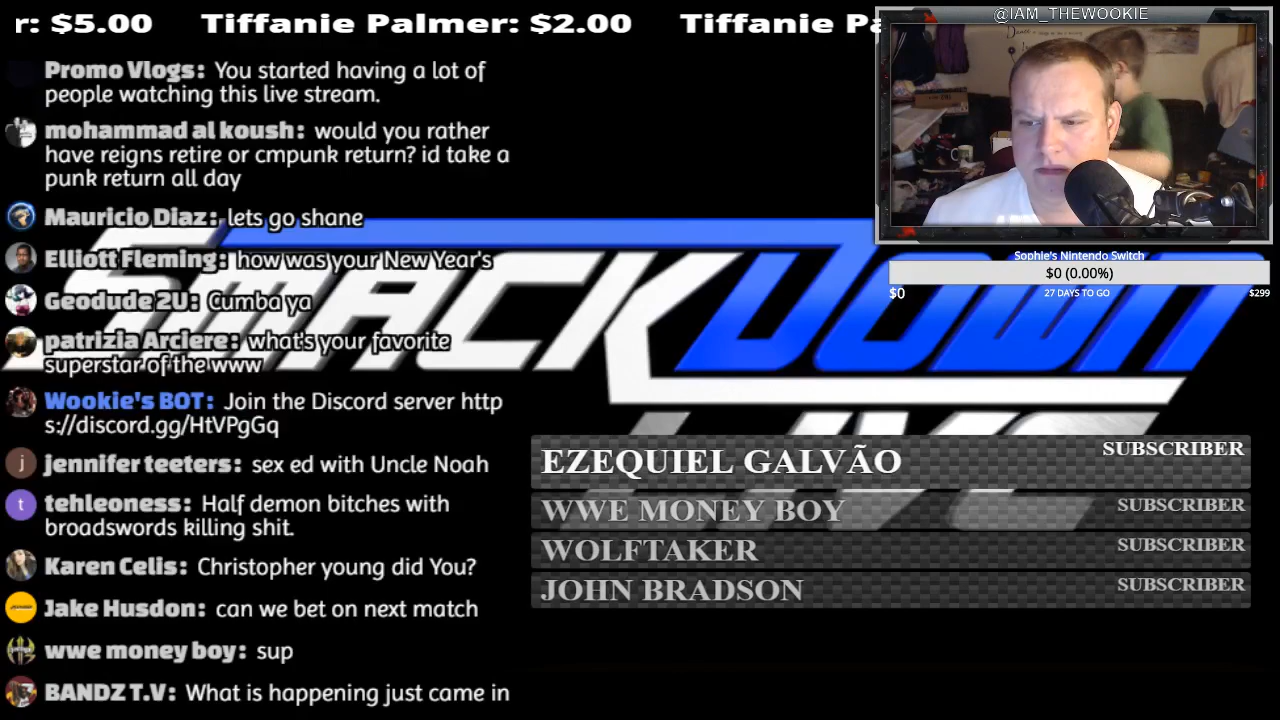 r: $5.00 Tiffanie Palmer: $2.00 Tiffanie Pa
@IAM_THEWOOKIE
Promo Vlogs: You started having a lot of
people watching this live stream.
mohammad al koush: would you rather
have reigns retire or cmpunk return? id take a
punk return all day
Mauricio Diaz: lets go shane
Elliott Fleming: how was your New Year's
Geodude 2U: Cumba ya
patrizia Arciere: what's your favorite
superstar of the www
Wookie's BOT: Join the Discord server http
s://discord.gg/HtVPgGq
jennifer teeters: sex ed with Uncle Noah
tehleoness: Half demon bitches with
broadswords killing shit.
Karen Celis: Christopher young did You?
Jake Husdon: can we bet on next match
wwe money boy: sup
BANDZ T.V: What is happening just came in
Sophie's Nintendo Switch
$0 (0.00%)
$0 27 DAYS TO GO $299
SMACKDOWN
LIVE
EZEQUIEL GALVÃO SUBSCRIBER
WWE MONEY BOY SUBSCRIBER
WOLFTAKER SUBSCRIBER
JOHN BRADSON SUBSCRIBER